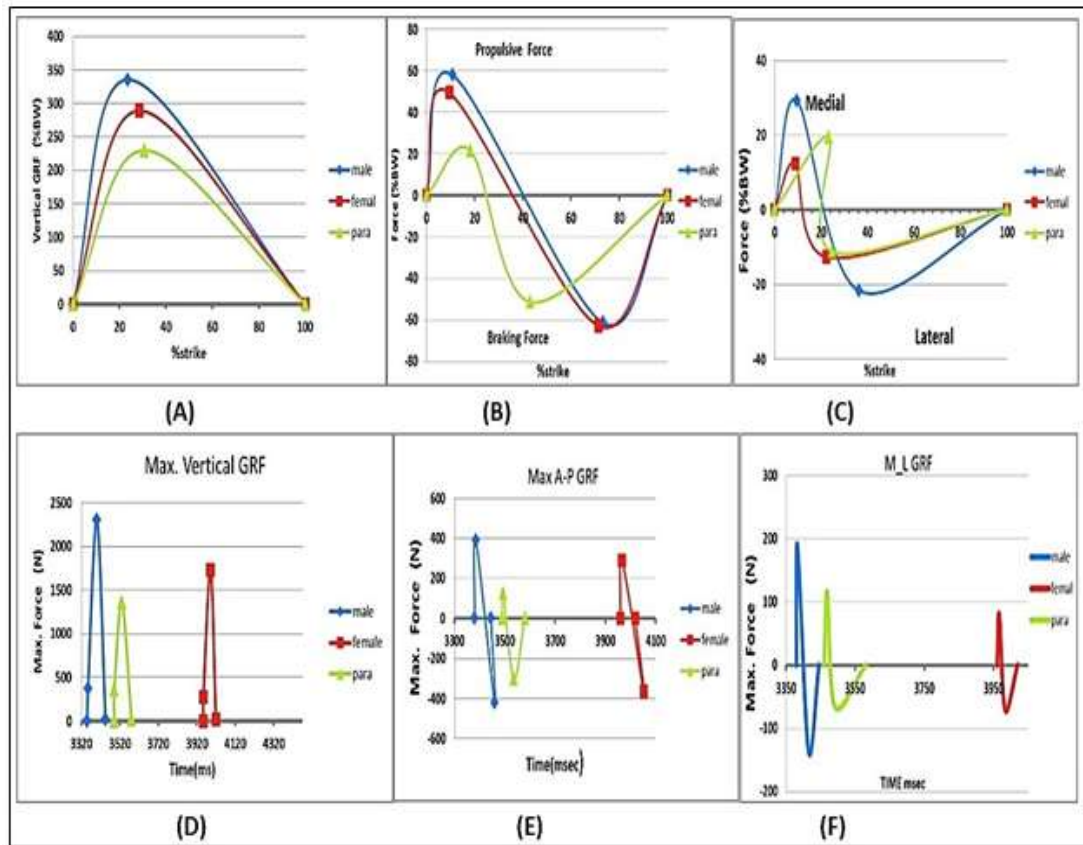 400
350
300
250
200
150
100
50
0
Vertical GRF (%BW)
0 20 40 60 80 100
%strike
male
femal
para
(A)
80
60
40
20
0
-20
-40
-60
-80
Force (%BW)
Propulsive Force
0 20 40 60 80 100
Braking Force
%strike
male
femal
para
(B)
40
20
0
-20
-40
Force (%BW)
Medial
0 20 40 60 80 100
Lateral
%strike
male
femal
para
(C)
Max. Vertical GRF
2500
2000
1500
1000
500
0
Max. Force (N)
3320 3520 3720 3920 4120 4320
Time(ms)
male
female
para
(D)
Max A-P GRF
600
400
200
0
-200
-400
-600
Max. Force (N)
3300 3500 3700 3900 4100
Time(msec)
male
femal
para
(E)
M_L GRF
300
200
100
0
-100
-200
Max. Force (N)
3350 3550 3750 3950
TIME msec
male
femal
para
(F)